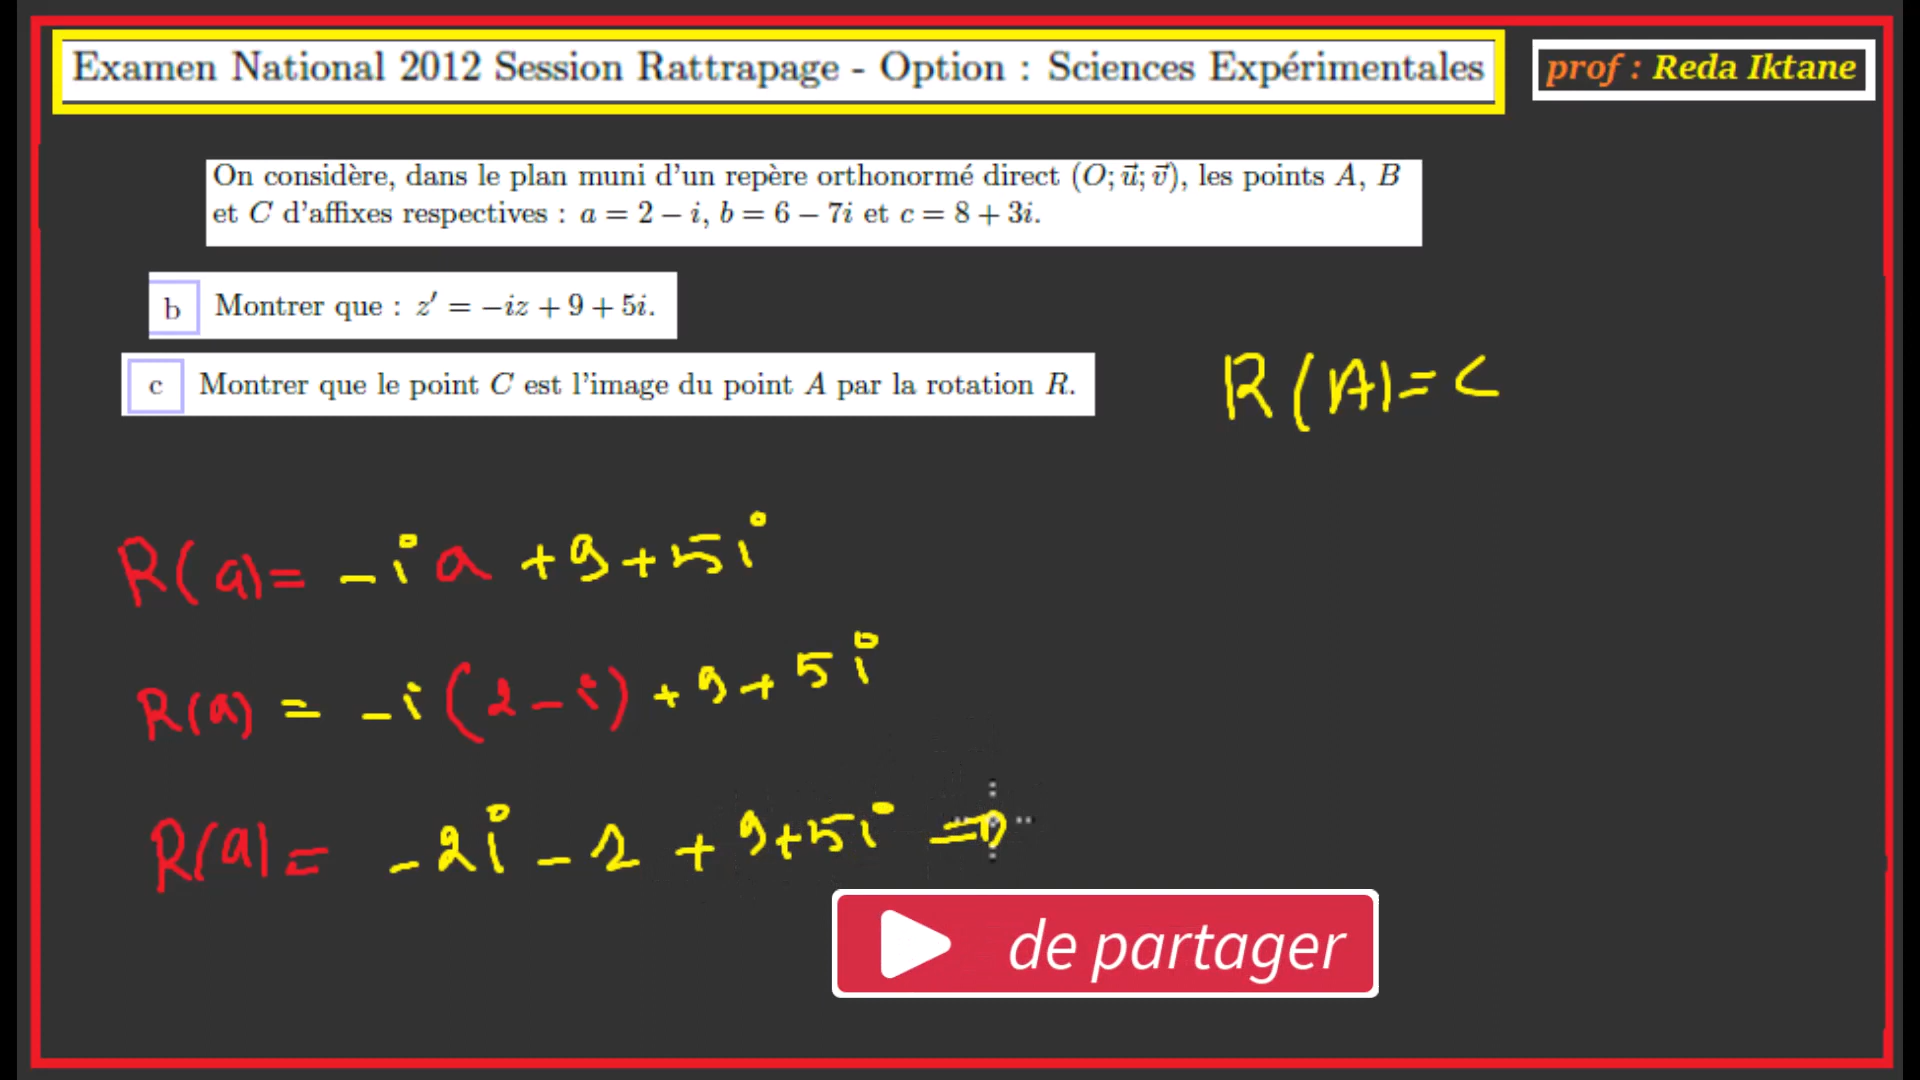 Examen National 2012 Session Rattrapage - Option : Sciences Expérimentales
prof : Reda Iktane
On considère, dans le plan muni d'un repère orthonormé direct (O; u⃗; v⃗), les points A, B
et C d'affixes respectives : a = 2 − i, b = 6 − 7i et c = 8 + 3i.
b Montrer que : z′ = −iz + 9 + 5i.
c Montrer que le point C est l'image du point A par la rotation R.
R(A) = C
R(a) = -i a + 9 + 5i
R(a) = -i (2 - i) + 9 + 5i
R(a) = -2i - 1 + 9 + 5i =
de partager